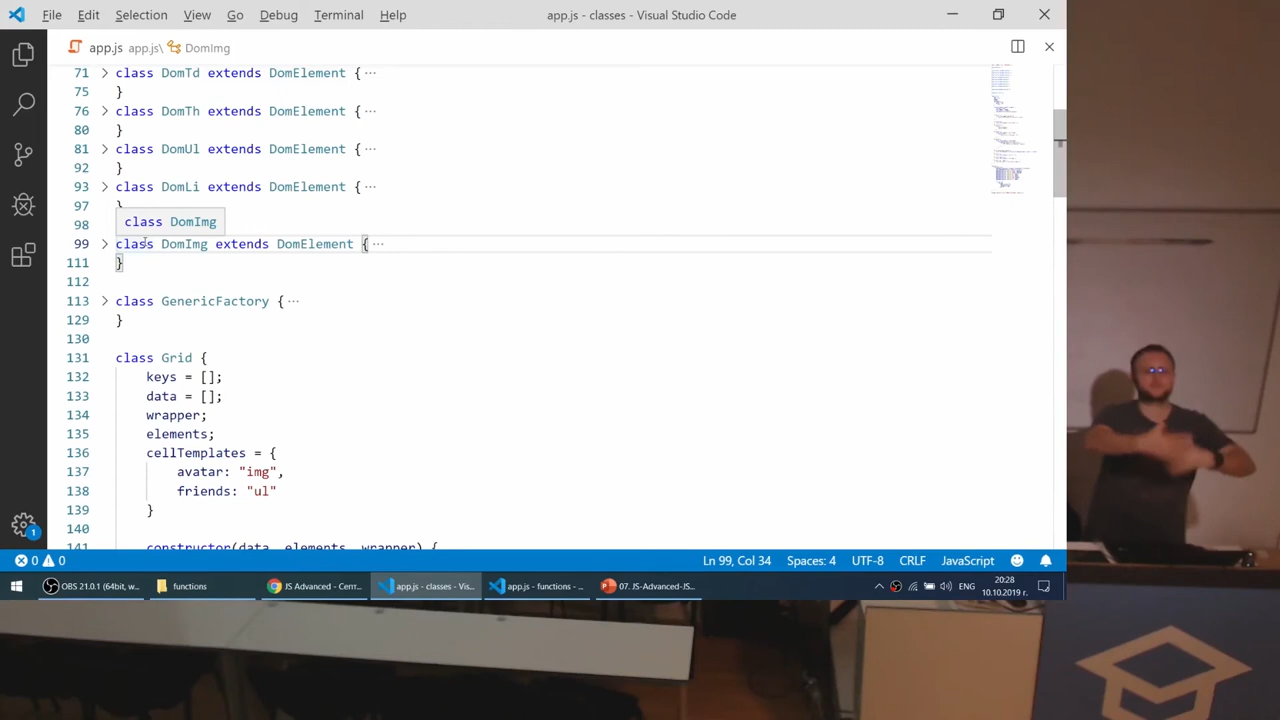 File Edit Selection View Go Debug Terminal Help
app.js - classes - Visual Studio Code
app.js app.js\ DomImg
71 class DomTd extends DomElement { ···
75 }
76 class DomTr extends DomElement { ···
80 }
81 class DomUl extends DomElement { ···
92 }
93 class DomLi extends DomElement { ···
97 }
98
class DomImg
99 class DomImg extends DomElement { ···
111 }
112
113 class GenericFactory { ···
129 }
130
131 class Grid {
132 keys = [];
133 data = [];
134 wrapper;
135 elements;
136 cellTemplates = {
137 avatar: "img",
138 friends: "ul"
139 }
140
141 constructor(data, elements, wrapper) {
0 0
Ln 99, Col 34 Spaces: 4 UTF-8 CRLF JavaScript
1
OBS 21.0.1 (64bit, w...
functions
JS Advanced - Септ...
app.js - classes - Vis...
app.js - functions - ...
07. JS-Advanced-JS...
ENG
20:28
10.10.2019 г.